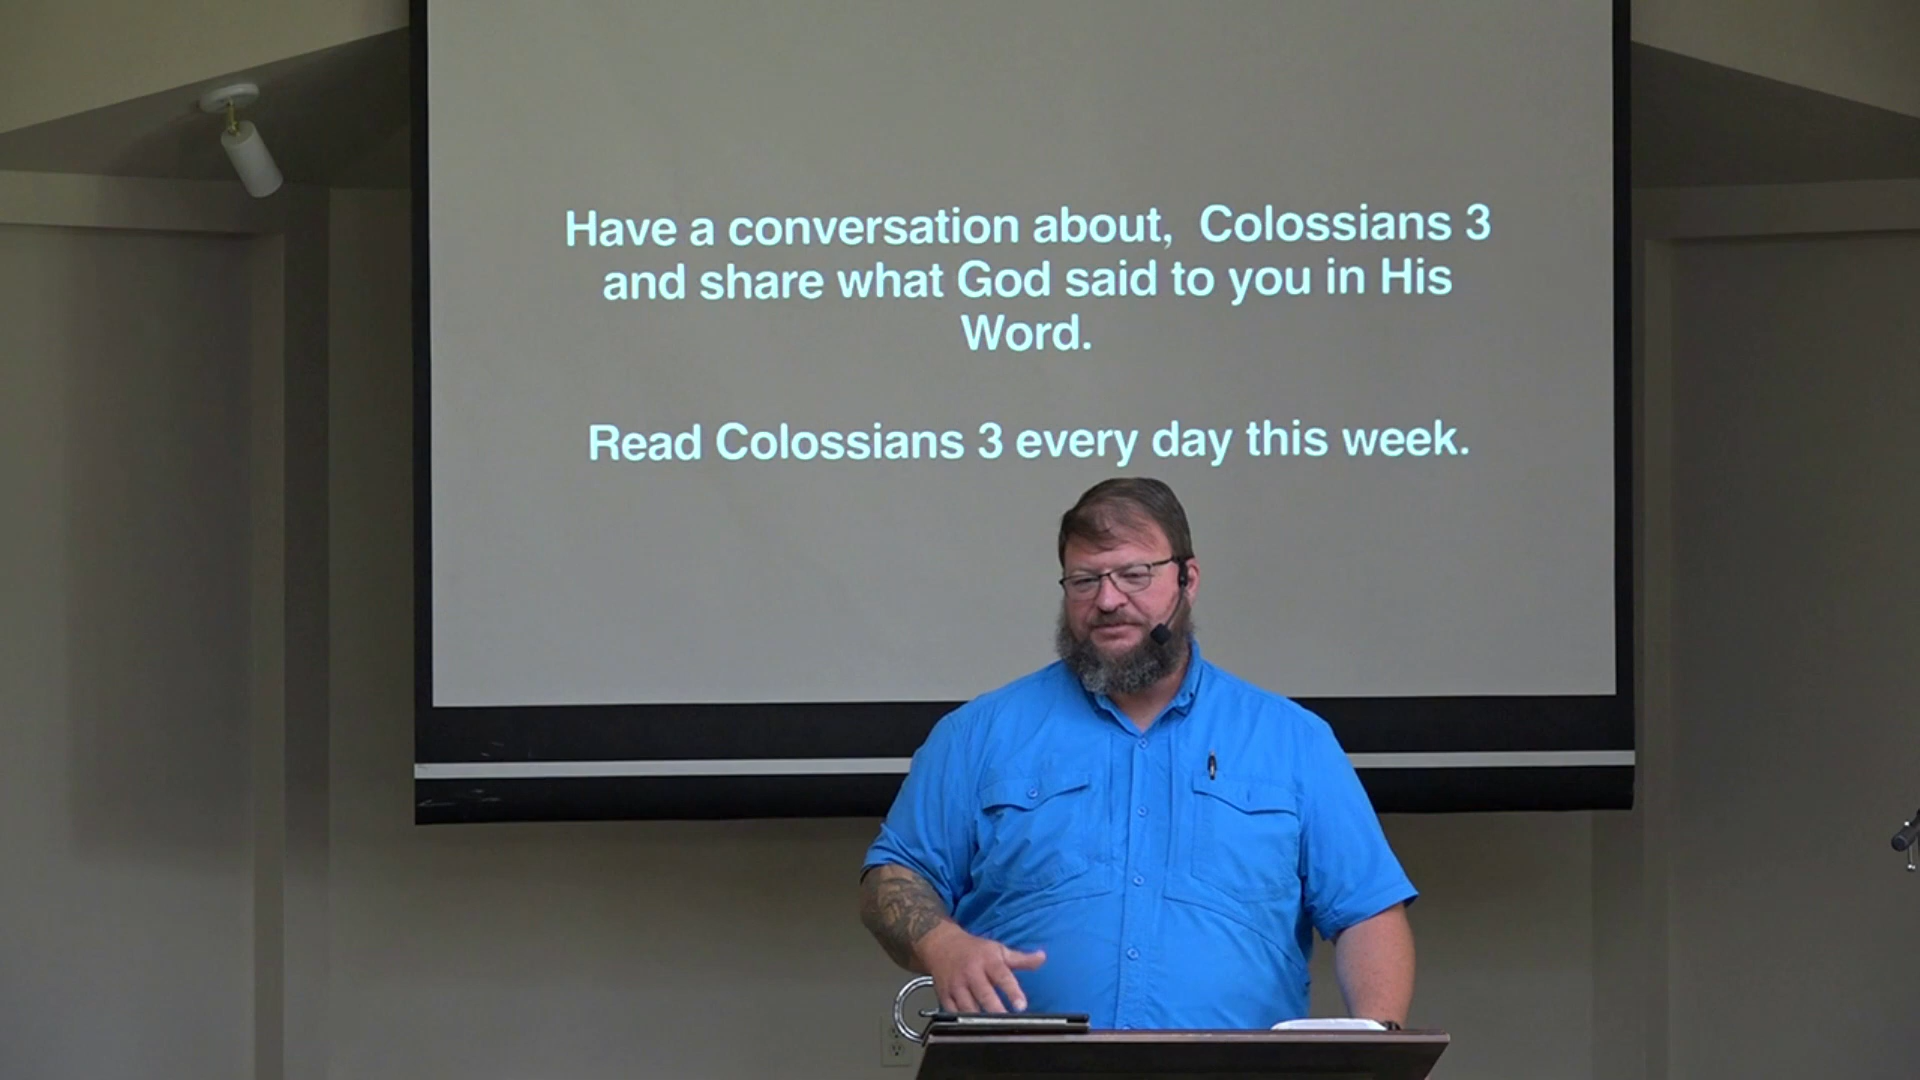 Have a conversation about,  Colossians 3
and share what God said to you in His
Word.
Read Colossians 3 every day this week.